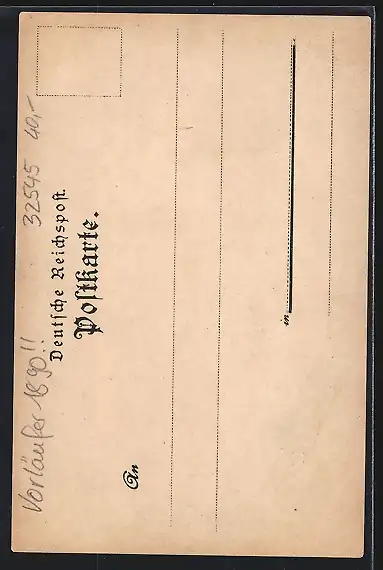 Vorläufer 1890!! 32545 40,-
Deutsche Reichspost.
Postkarte.
An
in